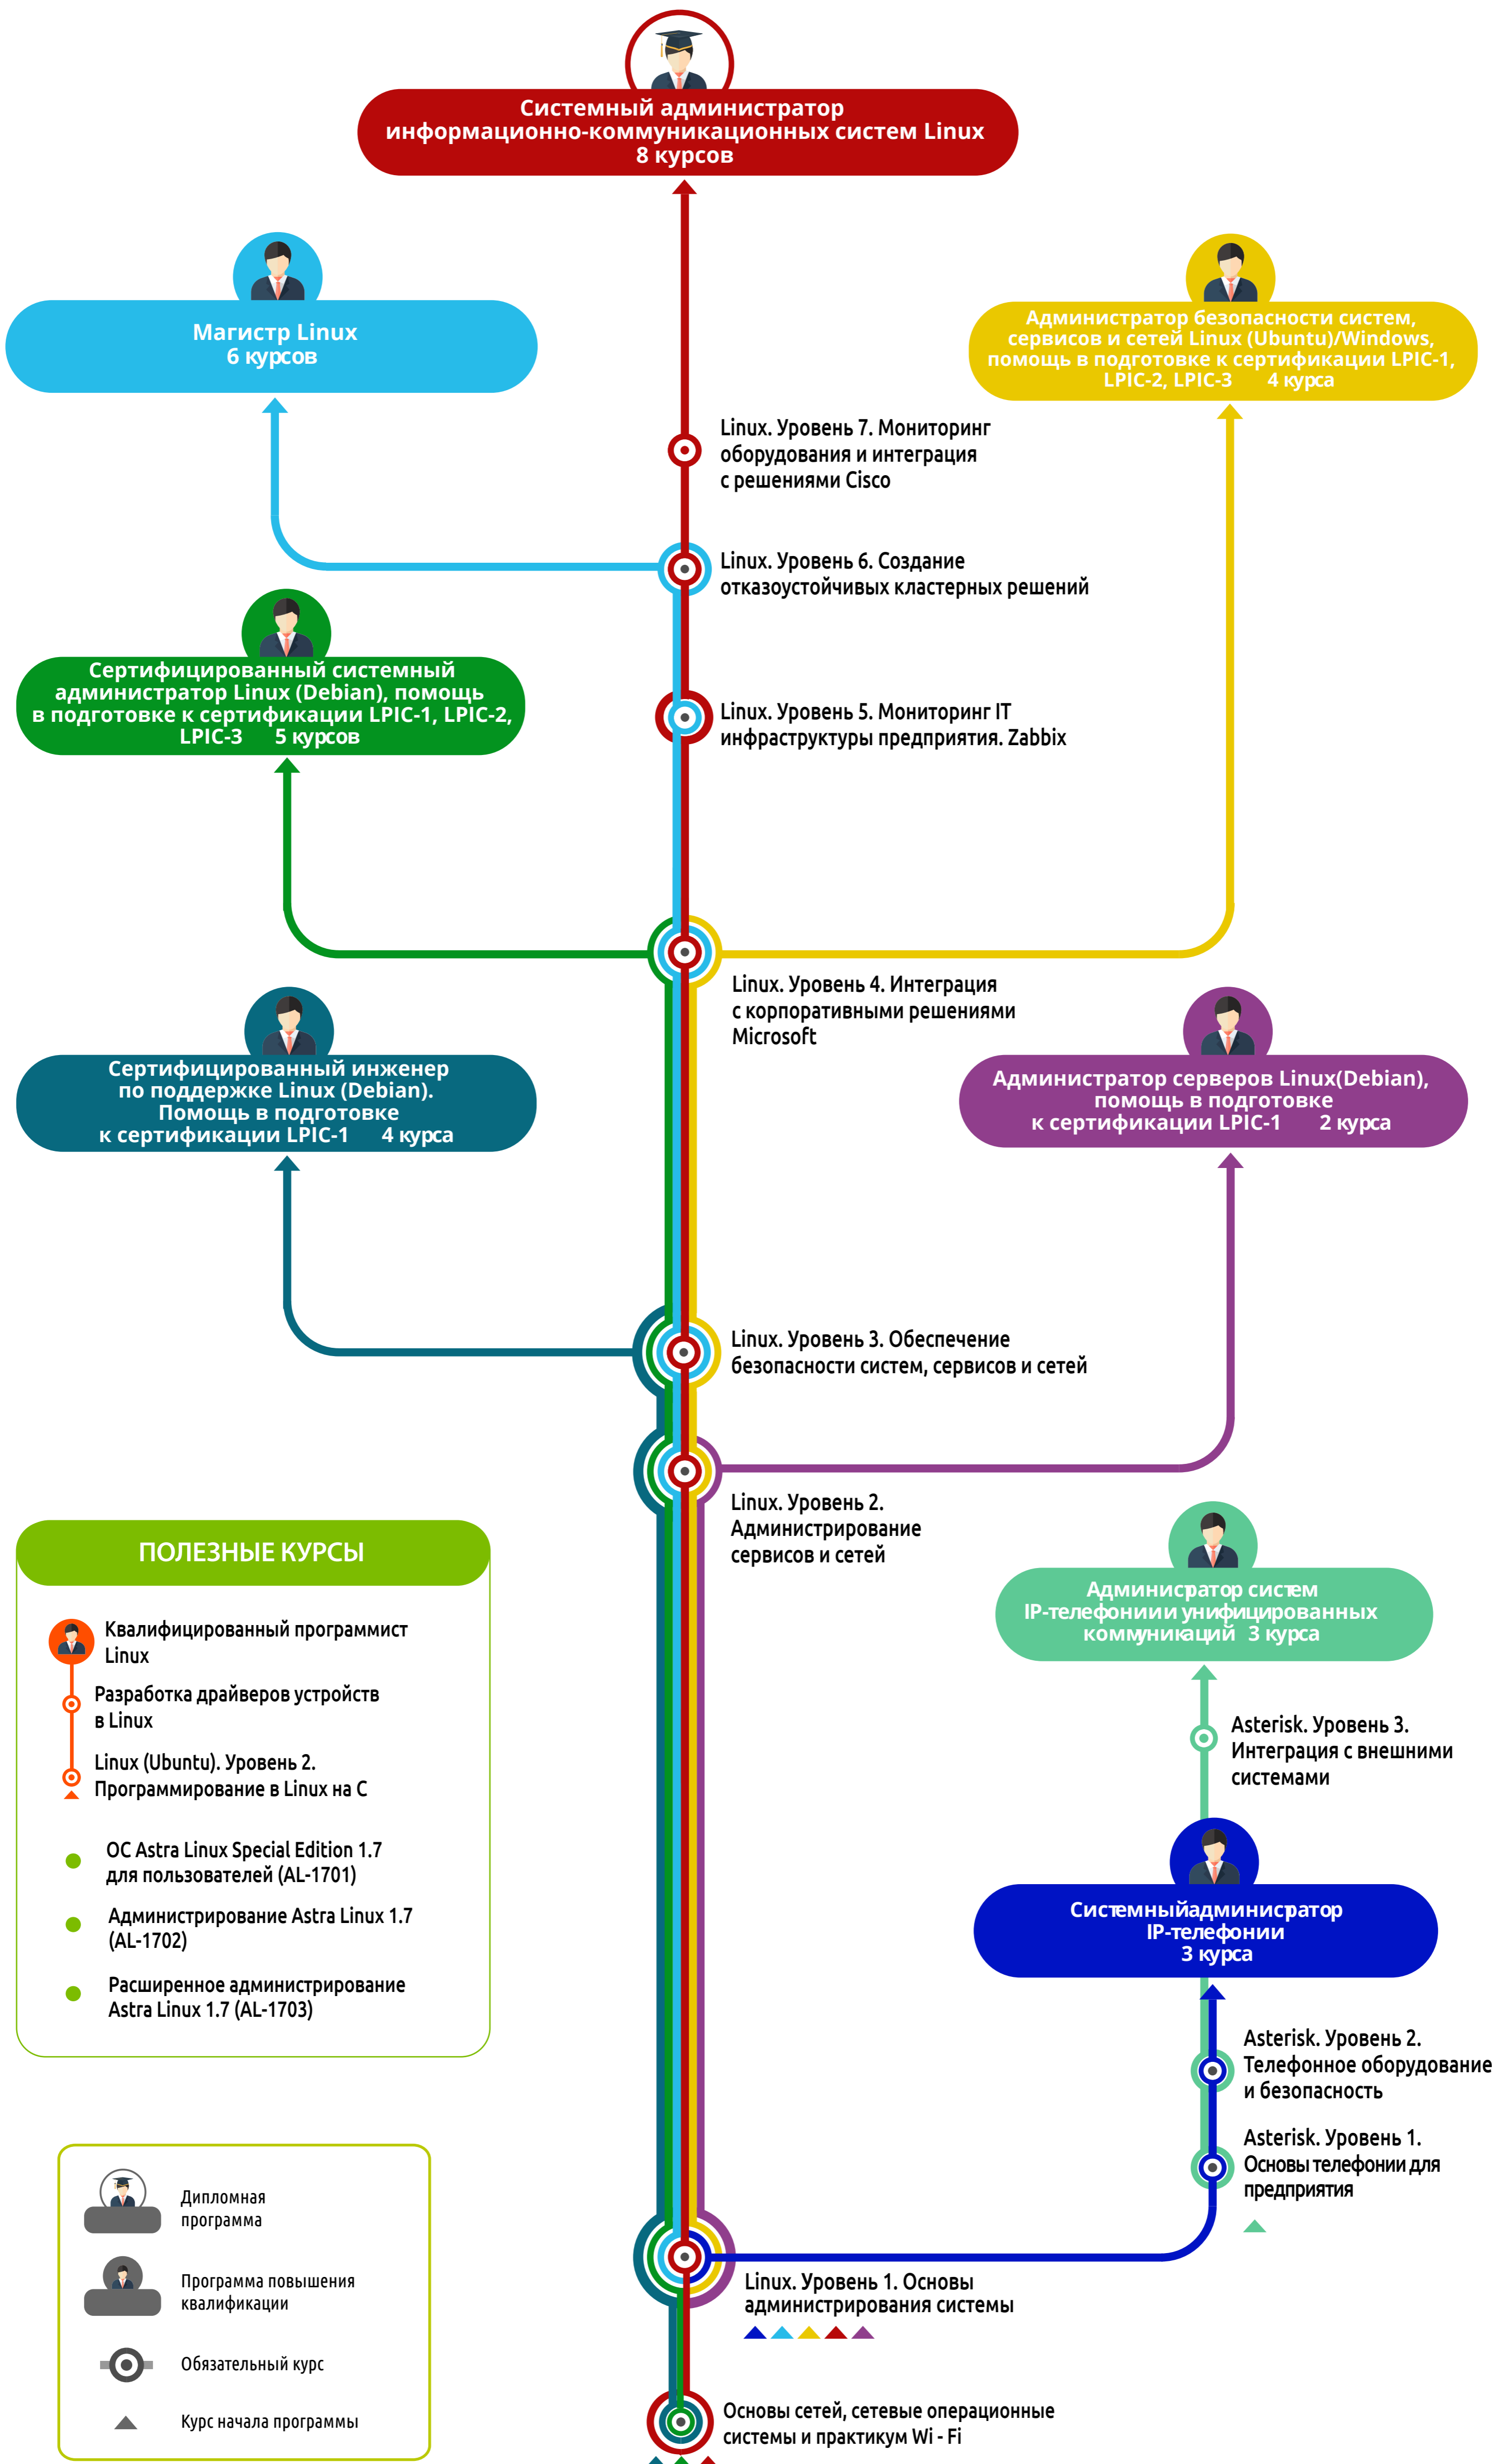 Системный администратор
информационно-коммуникационных систем Linux
8 курсов
Магистр Linux
6 курсов
Администратор безопасности систем,
сервисов и сетей Linux (Ubuntu)/Windows,
помощь в подготовке к сертификации LPIC-1,
LPIC-2, LPIC-3 4 курса
Linux. Уровень 7. Мониторинг
оборудования и интеграция
с решениями Cisco
Linux. Уровень 6. Создание
отказоустойчивых кластерных решений
Сертифицированный системный
администратор Linux (Debian), помощь
в подготовке к сертификации LPIC-1, LPIC-2,
LPIC-3 5 курсов
Linux. Уровень 5. Мониторинг IT
инфраструктуры предприятия. Zabbix
Linux. Уровень 4. Интеграция
с корпоративными решениями
Microsoft
Сертифицированный инженер
по поддержке Linux (Debian).
Помощь в подготовке
к сертификации LPIC-1 4 курса
Администратор серверов Linux(Debian),
помощь в подготовке
к сертификации LPIC-1 2 курса
Linux. Уровень 3. Обеспечение
безопасности систем, сервисов и сетей
Linux. Уровень 2.
Администрирование
сервисов и сетей
ПОЛЕЗНЫЕ КУРСЫ
Квалифицированный программист
Linux
Разработка драйверов устройств
в Linux
Linux (Ubuntu). Уровень 2.
Программирование в Linux на C
ОС Astra Linux Special Edition 1.7
для пользователей (AL-1701)
Администрирование Astra Linux 1.7
(AL-1702)
Расширенное администрирование
Astra Linux 1.7 (AL-1703)
Администратор систем
IP-телефониии унифицированных
коммуникаций 3 курса
Asterisk. Уровень 3.
Интеграция с внешними
системами
Системныйадминистратор
IP-телефонии
3 курса
Asterisk. Уровень 2.
Телефонное оборудование
и безопасность
Asterisk. Уровень 1.
Основы телефонии для
предприятия
Linux. Уровень 1. Основы
администрирования системы
Основы сетей, сетевые операционные
системы и практикум Wi - Fi
Дипломная
программа
Программа повышения
квалификации
Обязательный курс
Курс начала программы